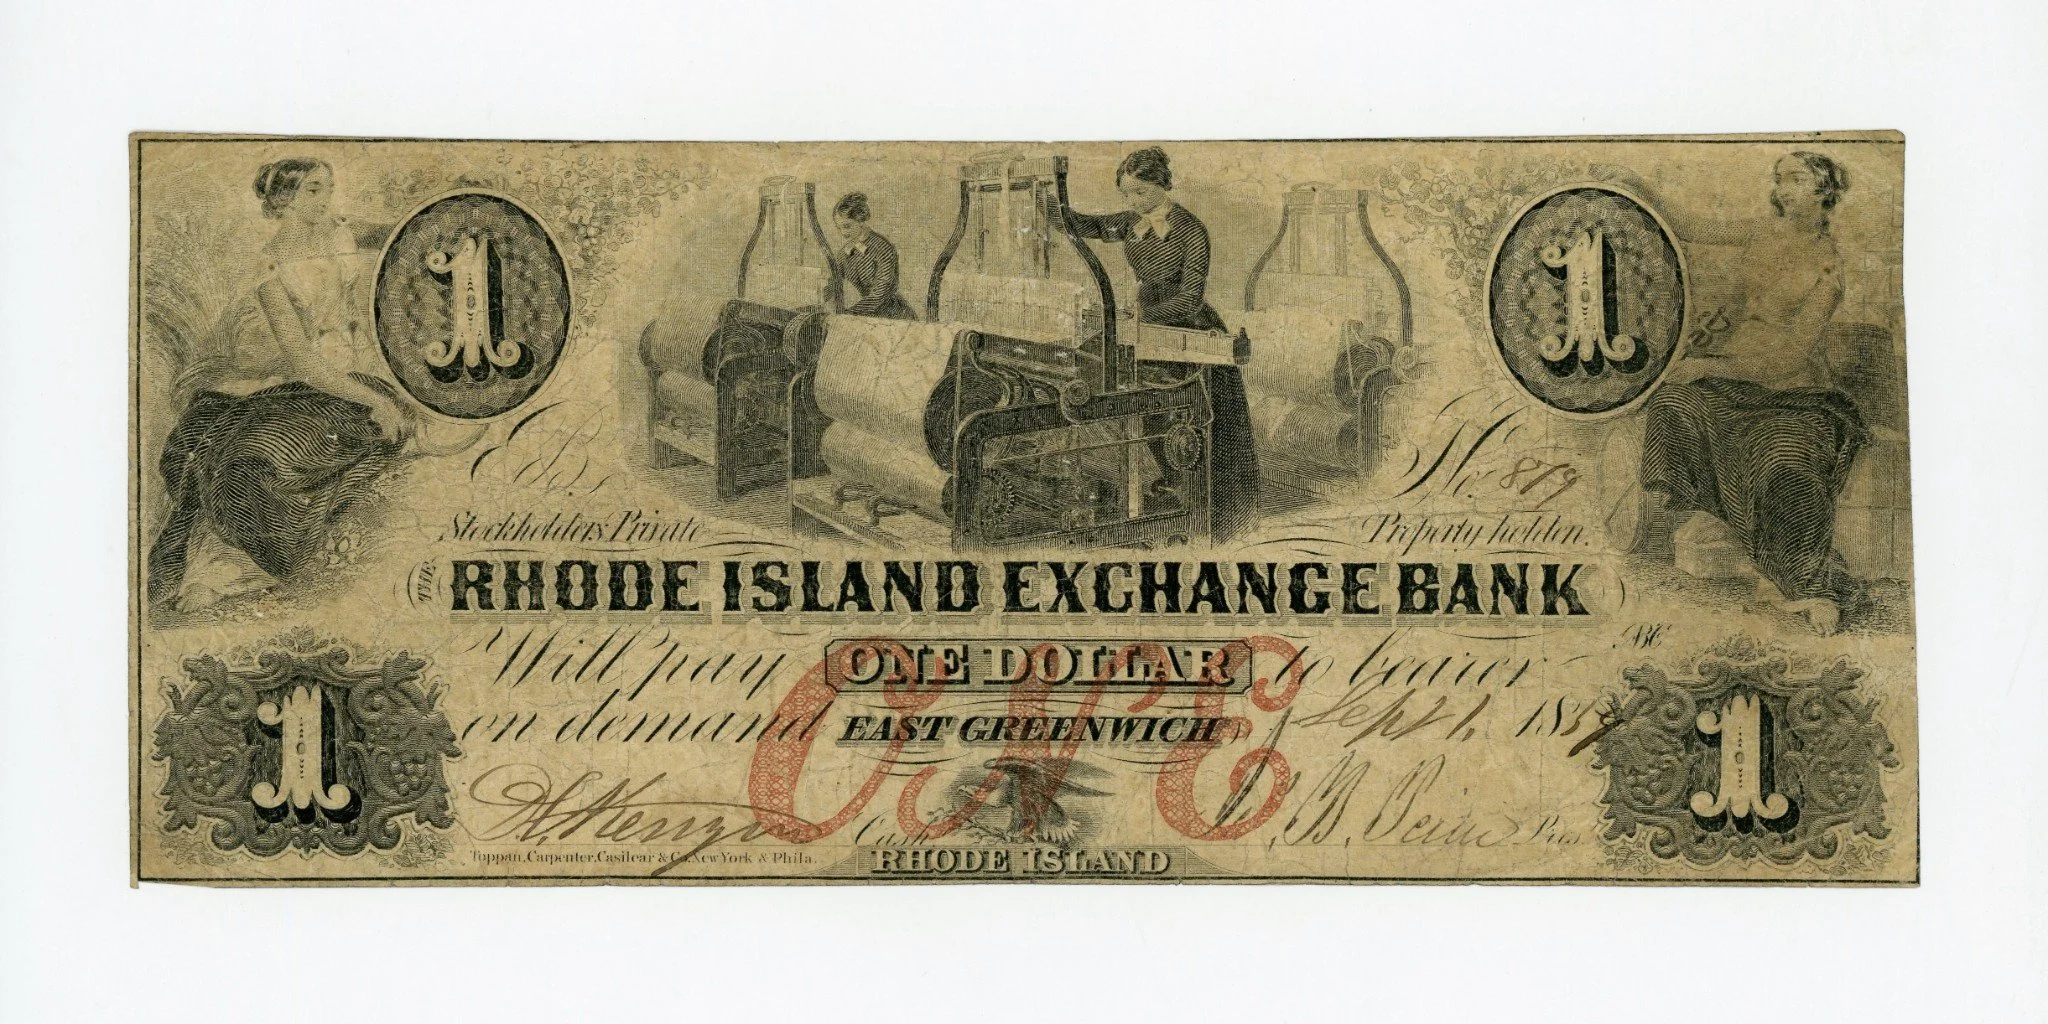 1
1
B.
No. 879
Stockholders Private Property holden.
THE RHODE ISLAND EXCHANGE BANK
Will pay ONE DOLLAR to bearer
on demand EAST GREENWICH Sept 1, 1857
ONE
Cash. Pres.
Toppan, Carpenter, Casilear & Co. New York & Phila.
RHODE ISLAND
1
1